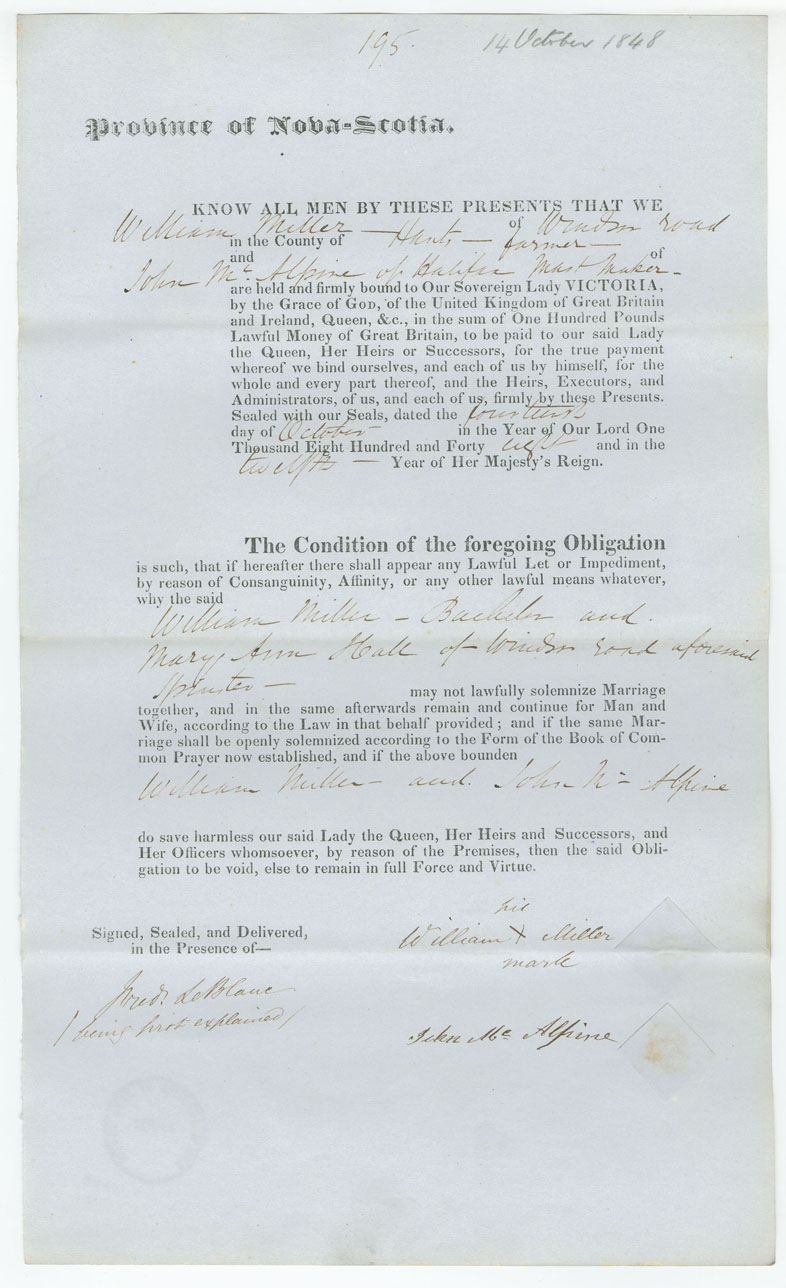 195.
14 October 1848
Province of Nova-Scotia.
KNOW ALL MEN BY THESE PRESENTS THAT WE
William Miller — of Windsor road
in the County of — Hants — farmer —
and of
John Mc. Alpine of Halifax Mast Maker —
are held and firmly bound to Our Sovereign Lady VICTORIA,
by the Grace of GOD, of the United Kingdom of Great Britain
and Ireland, Queen, &c., in the sum of One Hundred Pounds
Lawful Money of Great Britain, to be paid to our said Lady
the Queen, Her Heirs or Successors, for the true payment
whereof we bind ourselves, and each of us by himself, for the
whole and every part thereof, and the Heirs, Executors, and
Administrators, of us, and each of us, firmly by these Presents.
Sealed with our Seals, dated the fourteenth
day of October in the Year of Our Lord One
Thousand Eight Hundred and Forty eight and in the
twelfth — Year of Her Majesty's Reign.
The Condition of the foregoing Obligation
is such, that if hereafter there shall appear any Lawful Let or Impediment,
by reason of Consanguinity, Affinity, or any other lawful means whatever,
why the said
William Miller — Bachelor and
Mary Ann Hall of Windsor road aforesaid
Spinster — may not lawfully solemnize Marriage
together, and in the same afterwards remain and continue for Man and
Wife, according to the Law in that behalf provided; and if the same Mar-
riage shall be openly solemnized according to the Form of the Book of Com-
mon Prayer now established, and if the above bounden
William Miller — and John Mc Alpine
do save harmless our said Lady the Queen, Her Heirs and Successors, and
Her Officers whomsoever, by reason of the Premises, then the said Obli-
gation to be void, else to remain in full Force and Virtue.
Signed, Sealed, and Delivered,
in the Presence of—
his
William X Miller
mark
Fred. LeBlanc
(being first explained)
John Mc Alpine